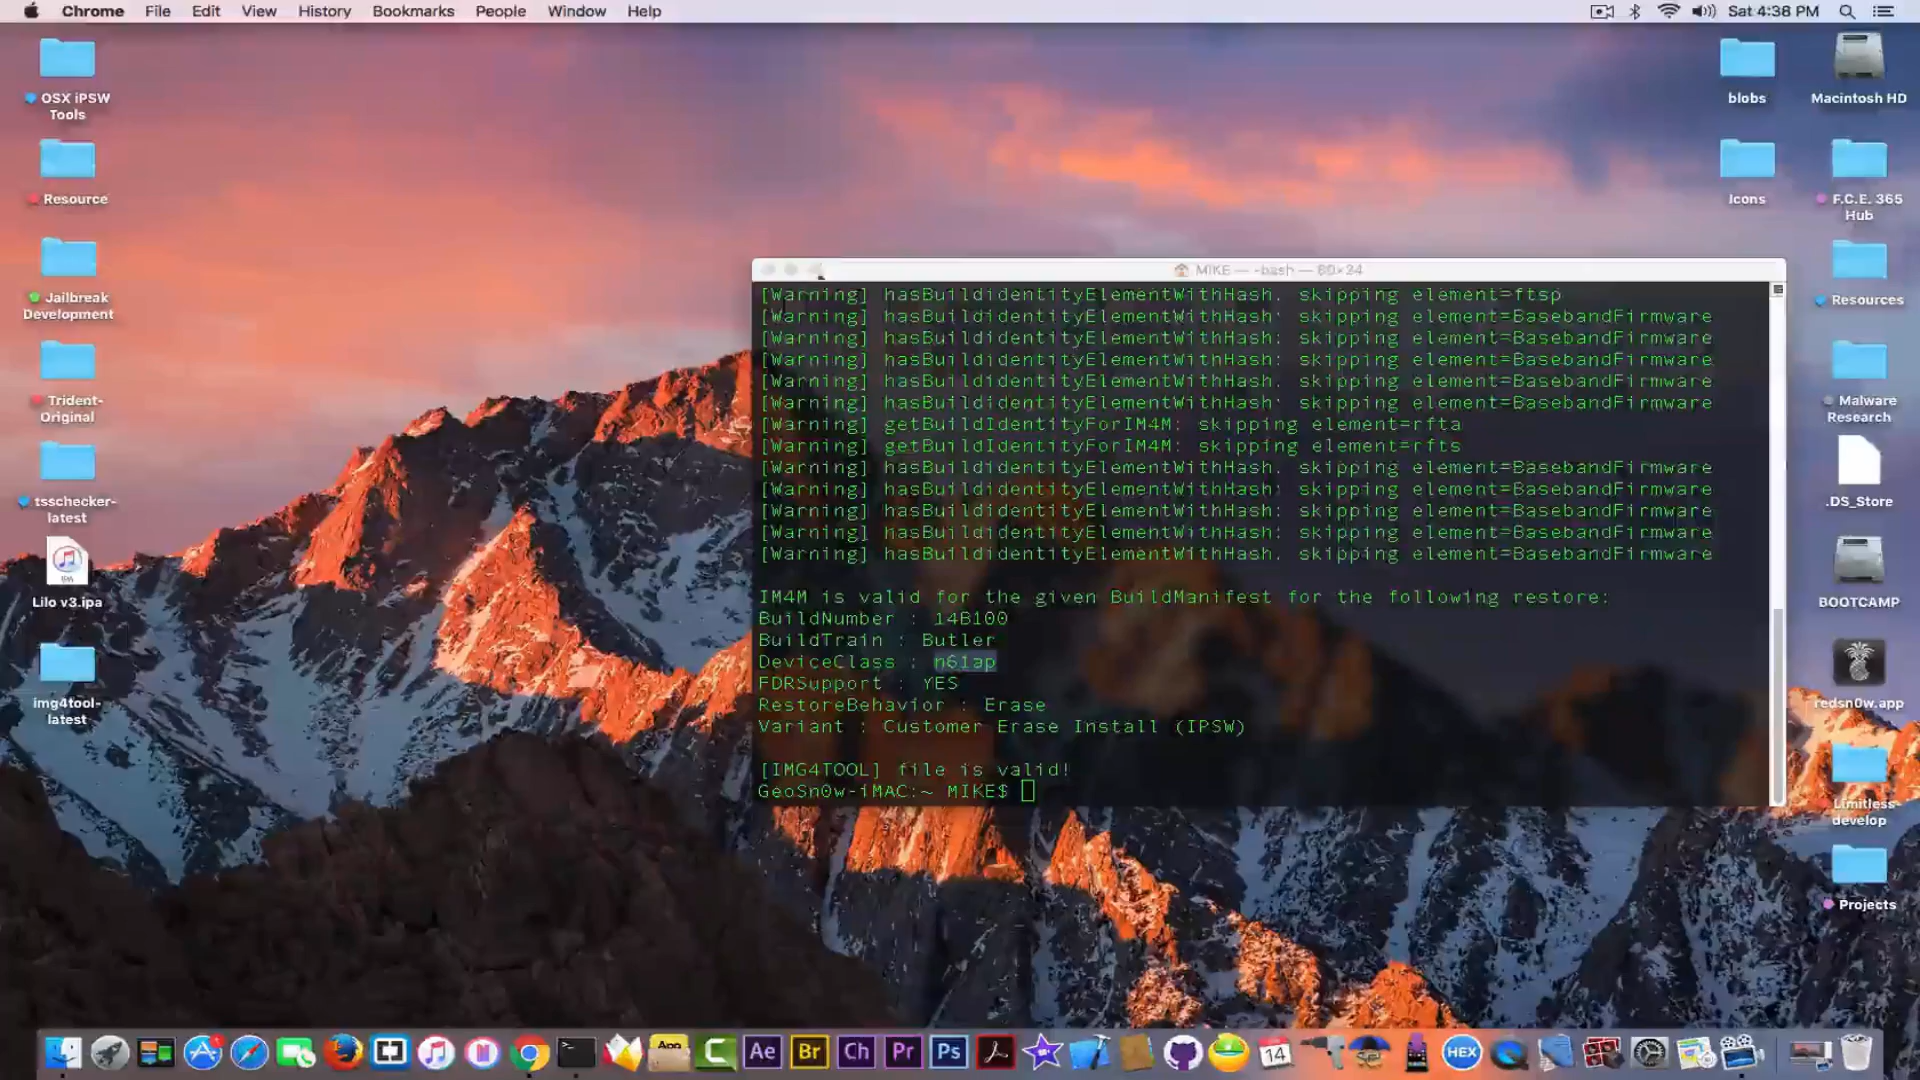 Chrome File Edit View History Bookmarks People Window Help
Sat 4:38 PM
OSX iPSW
Tools
Resource
Jailbreak
Development
Trident-
Original
tsschecker-
latest
IPA
Lilo v3.ipa
img4tool-
latest
MIKE — -bash — 80×24
[Warning] hasBuildidentityElementWithHash: skipping element=ftsp
[Warning] hasBuildidentityElementWithHash: skipping element=BasebandFirmware
[Warning] hasBuildidentityElementWithHash: skipping element=BasebandFirmware
[Warning] hasBuildidentityElementWithHash: skipping element=BasebandFirmware
[Warning] hasBuildidentityElementWithHash: skipping element=BasebandFirmware
[Warning] hasBuildidentityElementWithHash: skipping element=BasebandFirmware
[Warning] getBuildIdentityForIM4M: skipping element=rfta
[Warning] getBuildIdentityForIM4M: skipping element=rfts
[Warning] hasBuildidentityElementWithHash: skipping element=BasebandFirmware
[Warning] hasBuildidentityElementWithHash: skipping element=BasebandFirmware
[Warning] hasBuildidentityElementWithHash: skipping element=BasebandFirmware
[Warning] hasBuildidentityElementWithHash: skipping element=BasebandFirmware
[Warning] hasBuildidentityElementWithHash: skipping element=BasebandFirmware
IM4M is valid for the given BuildManifest for the following restore:
BuildNumber : 14B100
BuildTrain : Butler
DeviceClass : n61ap
FDRSupport : YES
RestoreBehavior : Erase
Variant : Customer Erase Install (IPSW)
[IMG4TOOL] file is valid!
GeoSn0w-iMAC:~ MIKE$
blobs
Macintosh HD
Icons
F.C.E. 365
Hub
Resources
Malware
Research
.DS_Store
BOOTCAMP
redsn0w.app
Limitless-
develop
Projects
App
Ae
Br
Ch
Pr
Ps
14
HEX